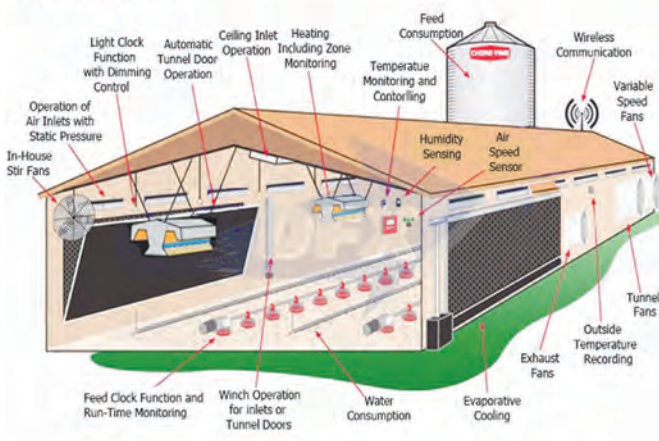 Light Clock
Function
with Dimming
Control
Automatic
Tunnel Door
Operation
Ceiling Inlet
Operation
Heating
Including Zone
Monitoring
Feed
Consumption
Wireless
Communication
Temperatue
Monitoring and
Contorlling
Variable
Speed
Fans
Operation of
Air Inlets with
Static Pressure
In-House
Stir Fans
Humidity
Sensing
Air
Speed
Sensor
Tunnel
Fans
Outside
Temperature
Recording
Exhaust
Fans
Feed Clock Function and
Run-Time Monitoring
Winch Operation
for inlets or
Tunnel Doors
Water
Consumption
Evaporative
Cooling